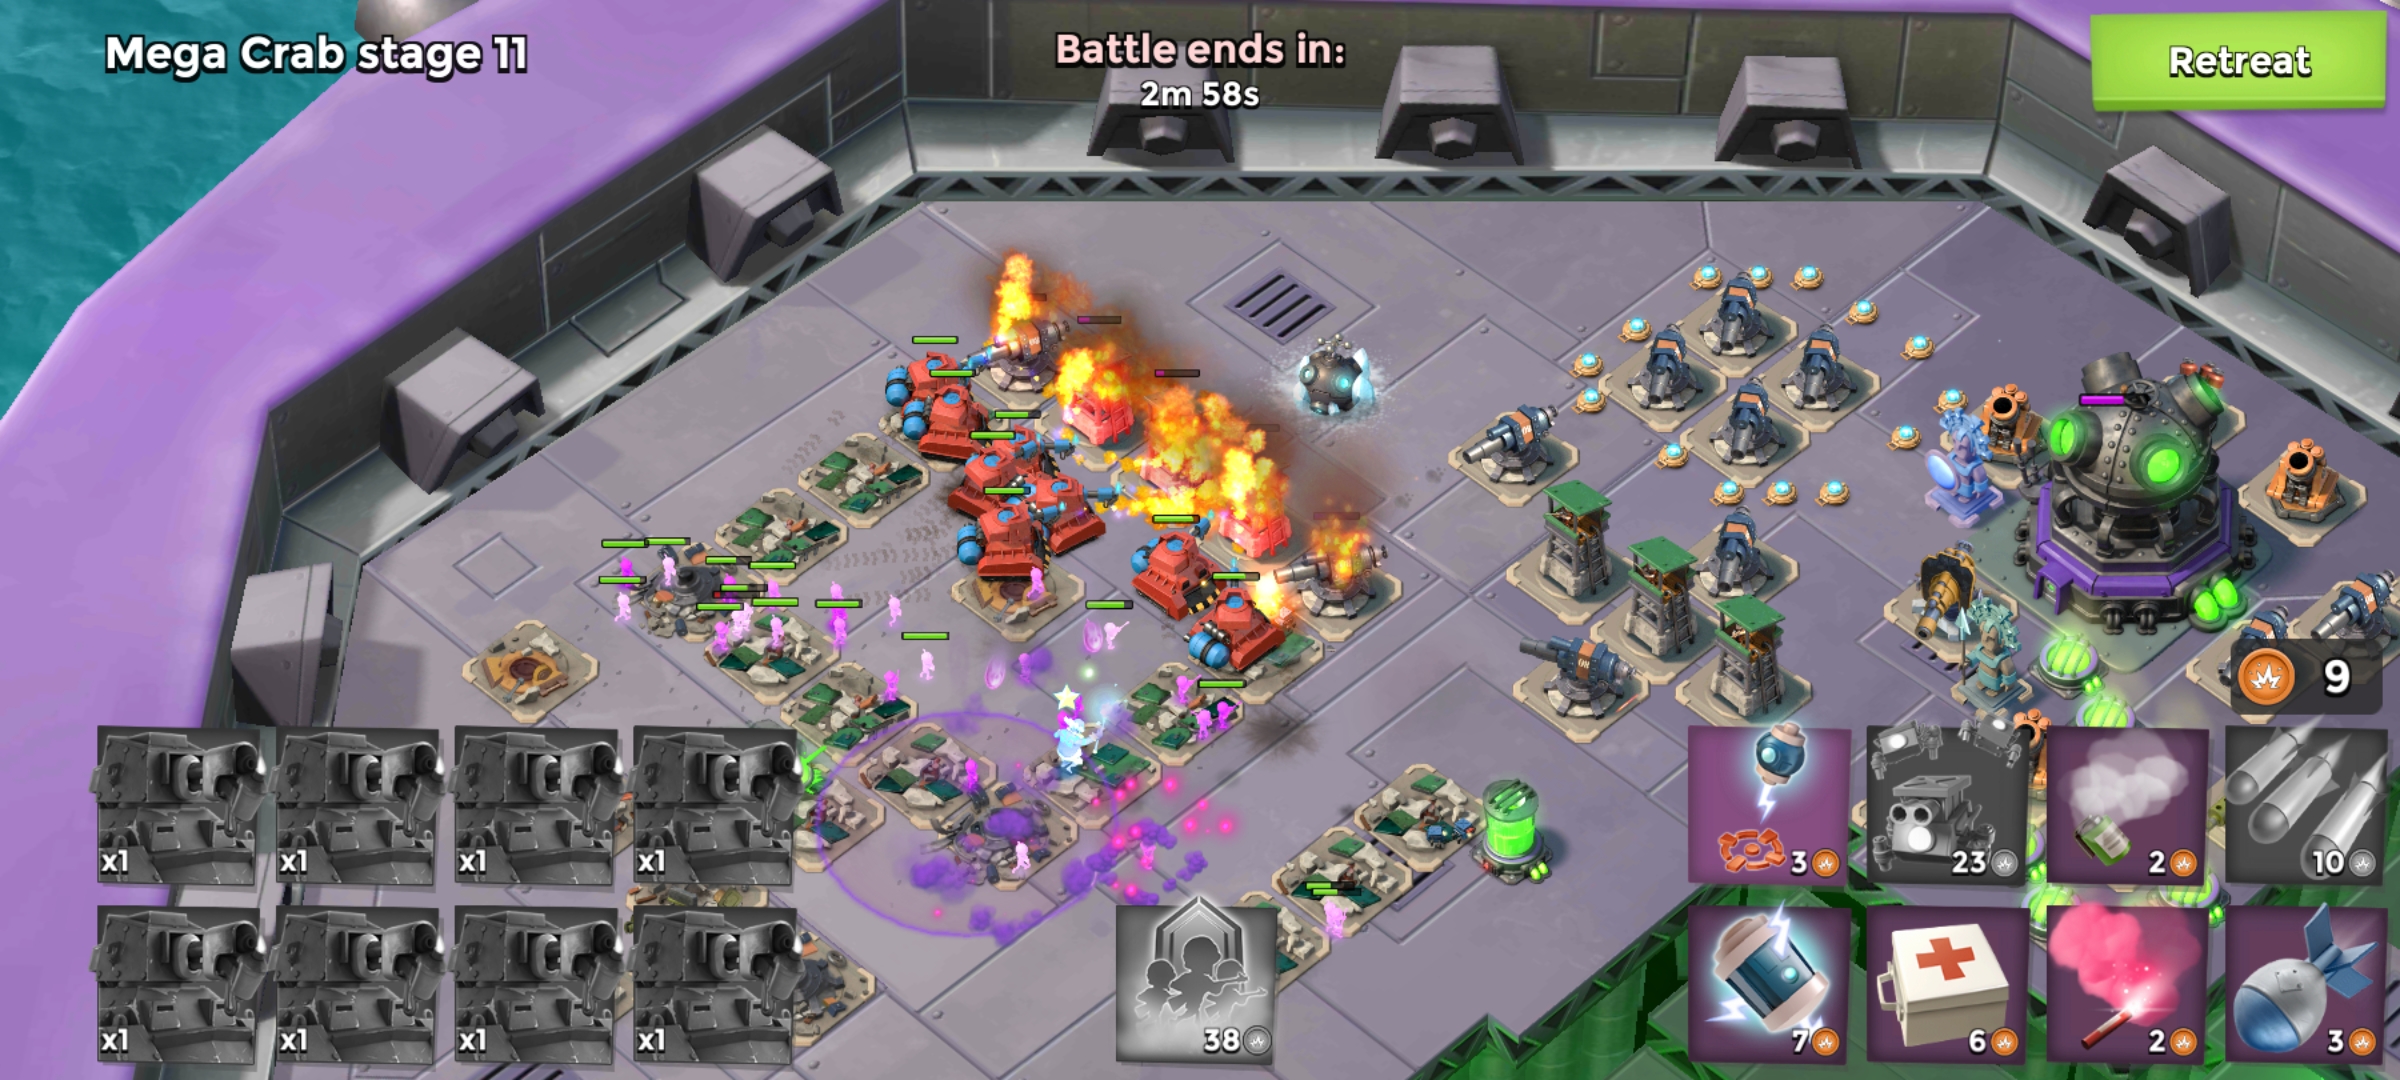 Mega Crab stage 11
Battle ends in:
2m 58s
Retreat
9
x1
x1
x1
x1
3
23
2
10
x1
x1
x1
x1
38
7
6
2
3